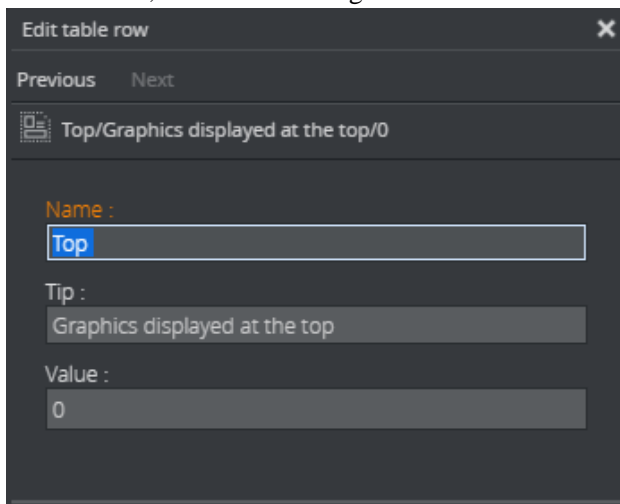 Edit table row
Previous Next
Top/Graphics displayed at the top/0
Name :
Top
Tip :
Graphics displayed at the top
Value :
0